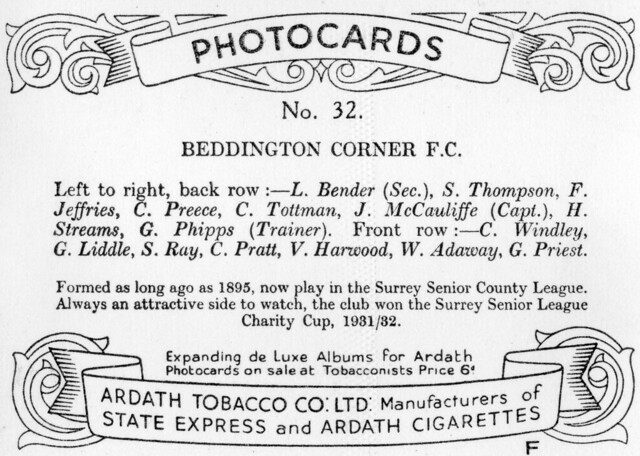 PHOTOCARDS
No. 32.
BEDDINGTON CORNER F.C.
Left to right, back row :—L. Bender (Sec.), S. Thompson, F.
Jeffries, C. Preece, C. Tottman, J. McCauliffe (Capt.), H.
Streams, G. Phipps (Trainer). Front row :—C. Windley,
G. Liddle, S. Ray, C. Pratt, V. Harwood, W. Adaway, G. Priest.
Formed as long ago as 1895, now play in the Surrey Senior County League.
Always an attractive side to watch, the club won the Surrey Senior League
Charity Cup, 1931/32.
Expanding de Luxe Albums for Ardath
Photocards on sale at Tobacconists Price 6d
ARDATH TOBACCO CO: LTD: Manufacturers of
STATE EXPRESS and ARDATH CIGARETTES
F